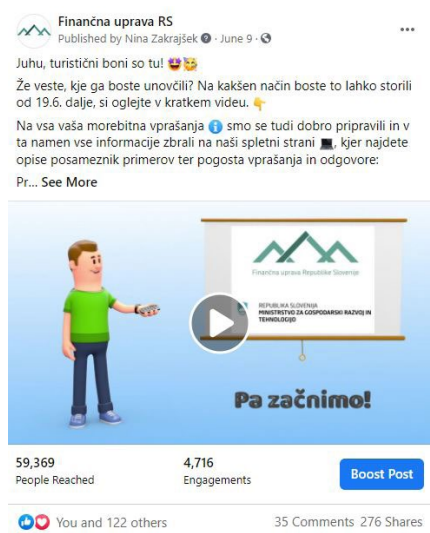 Finančna uprava RS
Published by Nina Zakrajšek · June 9 ·
Juhu, turistični boni so tu! 🤩🥳
Že veste, kje ga boste unovčili? Na kakšen način boste to lahko storili
od 19.6. dalje, si oglejte v kratkem videu. 👇
Na vsa vaša morebitna vprašanja ℹ️ smo se tudi dobro pripravili in v
ta namen vse informacije zbrali na naši spletni strani 💻, kjer najdete
opise posameznik primerov ter pogosta vprašanja in odgovore:
Pr... See More
Finančna uprava Republike Slovenije
REPUBLIKA SLOVENIJA
MINISTRSTVO ZA GOSPODARSKI RAZVOJ IN
TEHNOLOGIJO
Pa začnimo!
59,369
People Reached
4,716
Engagements
Boost Post
You and 122 others
35 Comments 276 Shares